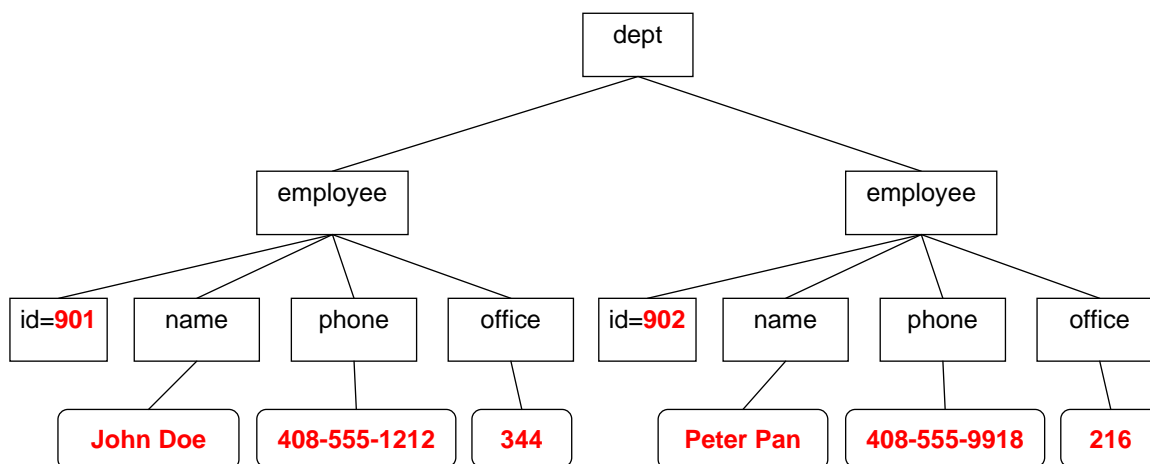 dept
employee
employee
id=901
name
phone
office
id=902
name
phone
office
John Doe
408-555-1212
344
Peter Pan
408-555-9918
216